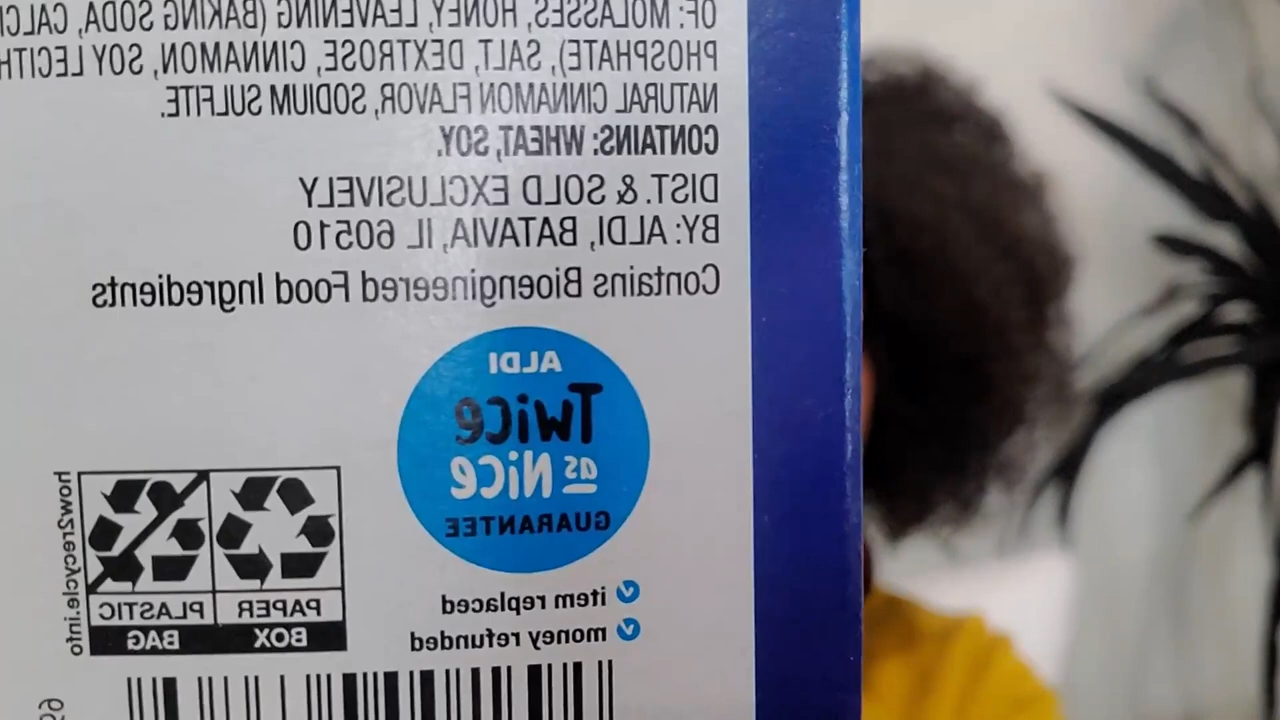 OF: MOLASSES, HONEY, LEAVENING (BAKING SODA, CALCI
PHOSPHATE), SALT, DEXTROSE, CINNAMON, SOY LECITH
NATURAL CINNAMON FLAVOR, SODIUM SULFITE.
CONTAINS: WHEAT, SOY.
DIST. & SOLD EXCLUSIVELY
BY: ALDI, BATAVIA, IL 60510
Contains Bioengineered Food Ingredients
ALDI
Twice
as Nice
GUARANTEE
item replaced
money refunded
PAPER
BOX
PLASTIC
BAG
how2recycle.info